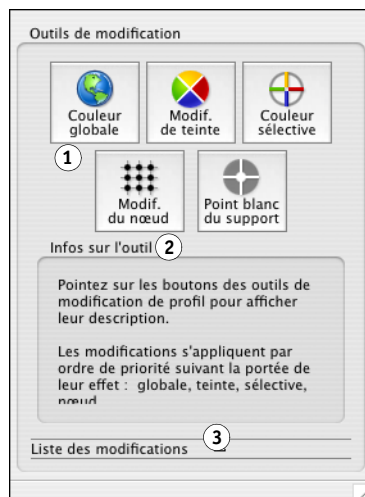 Outils de modification
Couleur globale
Modif. de teinte
Couleur sélective
1
Modif. du nœud
Point blanc du support
Infos sur l'outil
2
Pointez sur les boutons des outils de
modification de profil pour afficher
leur description.
Les modifications s'appliquent par
ordre de priorité suivant la portée de
leur effet : globale, teinte, sélective,
nœud
3
Liste des modifications